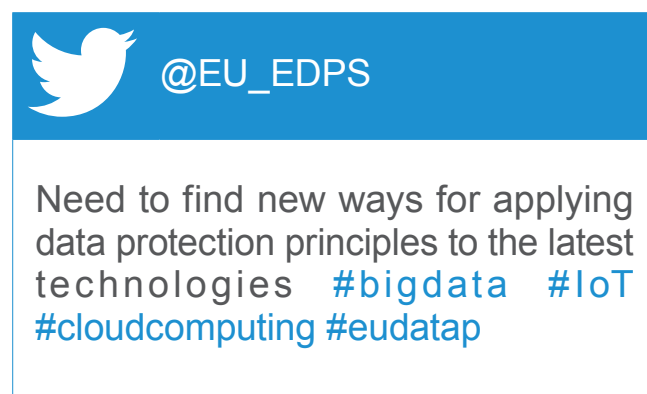 @EU_EDPS
Need to find new ways for applying
data protection principles to the latest
technologies #bigdata #IoT
#cloudcomputing #eudatap